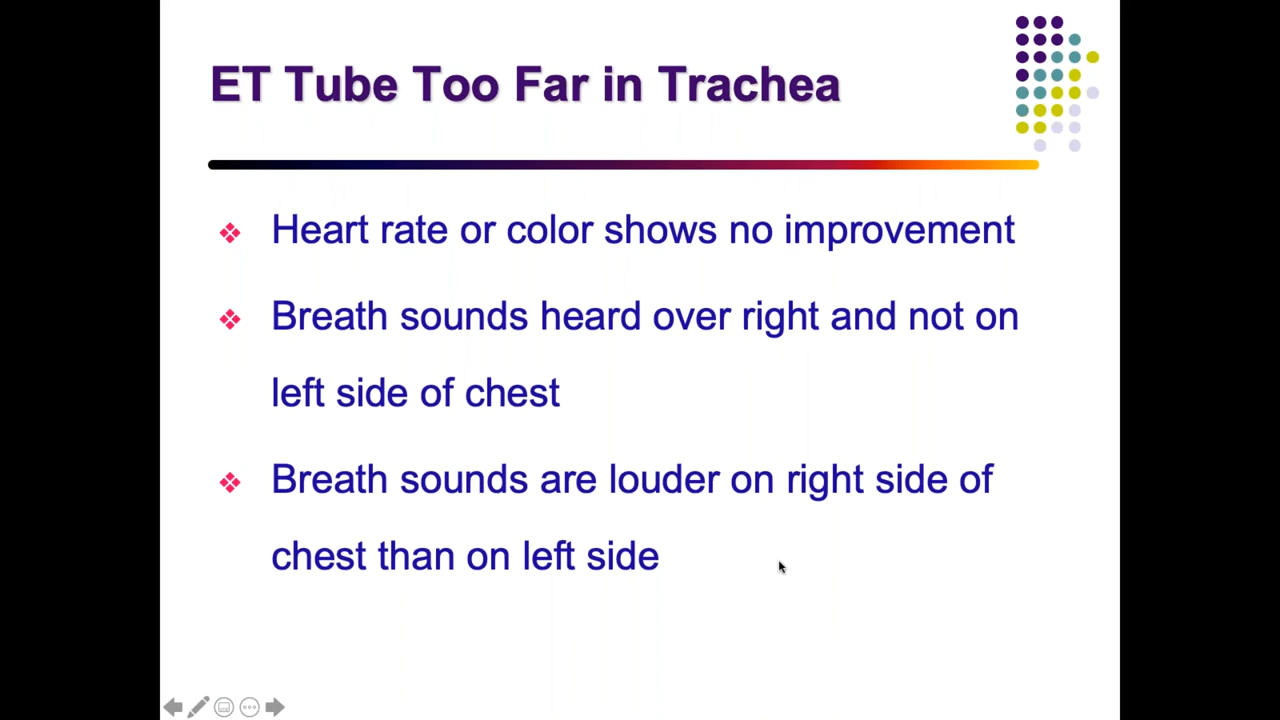 ET Tube Too Far in Trachea
Heart rate or color shows no improvement
Breath sounds heard over right and not on
left side of chest
Breath sounds are louder on right side of
chest than on left side